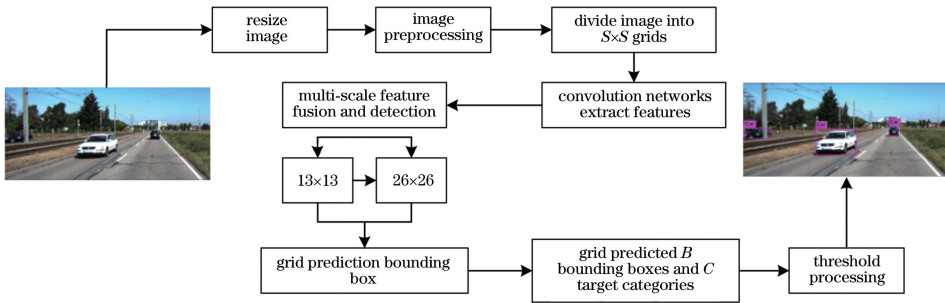 resize
image
image
preprocessing
divide image into
S×S grids
convolution networks
extract features
multi-scale feature
fusion and detection
13×13
26×26
grid prediction bounding
box
grid predicted B
bounding boxes and C
target categories
threshold
processing